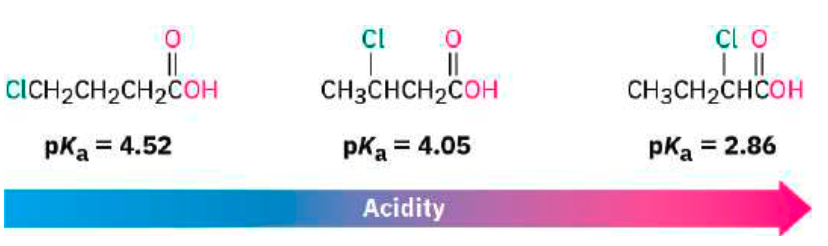 O Cl O Cl O
ClCH₂CH₂CH₂COH CH₃CHCH₂COH CH₃CH₂CHCOH
pKₐ = 4.52 pKₐ = 4.05 pKₐ = 2.86
Acidity